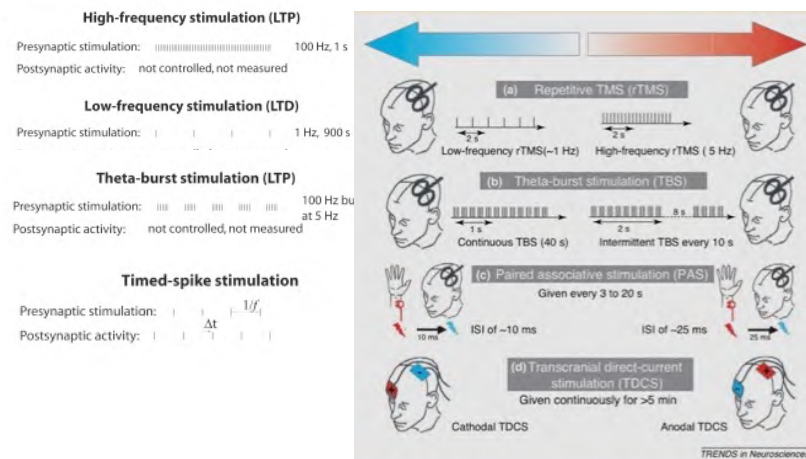 High-frequency stimulation (LTP)
Presynaptic stimulation: 100 Hz, 1 s
Postsynaptic activity: not controlled, not measured
Low-frequency stimulation (LTD)
Presynaptic stimulation: 1 Hz, 900 s
Theta-burst stimulation (LTP)
Presynaptic stimulation: 100 Hz bu
at 5 Hz
Postsynaptic activity: not controlled, not measured
Timed-spike stimulation
Presynaptic stimulation: 1/f
Δt
Postsynaptic activity:
(a) Repetitive TMS (rTMS)
2 s
2 s
Low-frequency rTMS(~1 Hz)
High-frequency rTMS ( 5 Hz)
(b) Theta-burst stimulation (TBS)
1 s
2 s
8 s
Continuous TBS (40 s)
Intermittent TBS every 10 s
(c) Paired associative stimulation (PAS)
Given every 3 to 20 s
10 ms
ISI of ~10 ms
ISI of ~25 ms
25 ms
(d) Transcranial direct-current
stimulation (TDCS)
Given continuously for >5 min
+
-
-
+
Cathodal TDCS
Anodal TDCS
TRENDS in Neurosciences